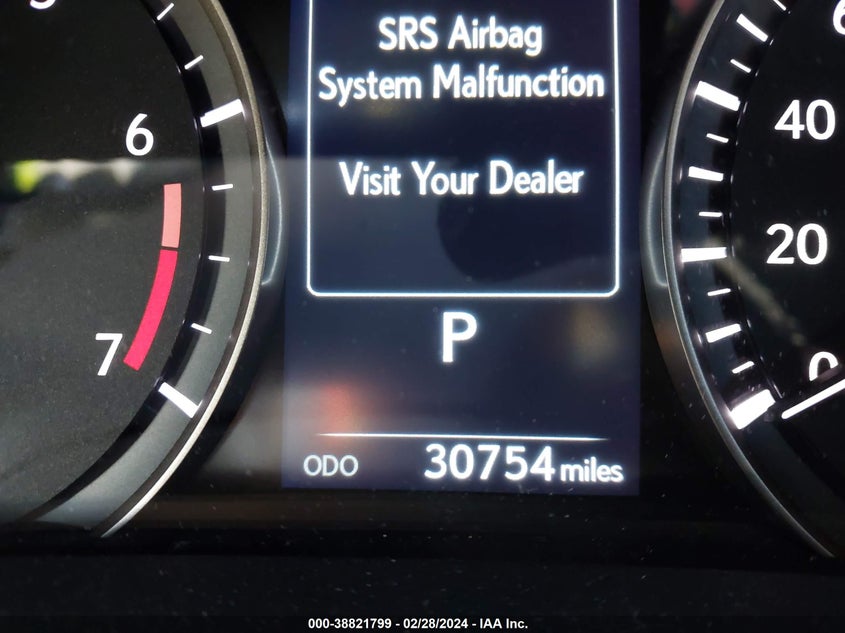 SRS Airbag
System Malfunction
Visit Your Dealer
6
7
40
20
0
P
ODO 30754 miles
000-38821799 - 02/28/2024 - IAA Inc.